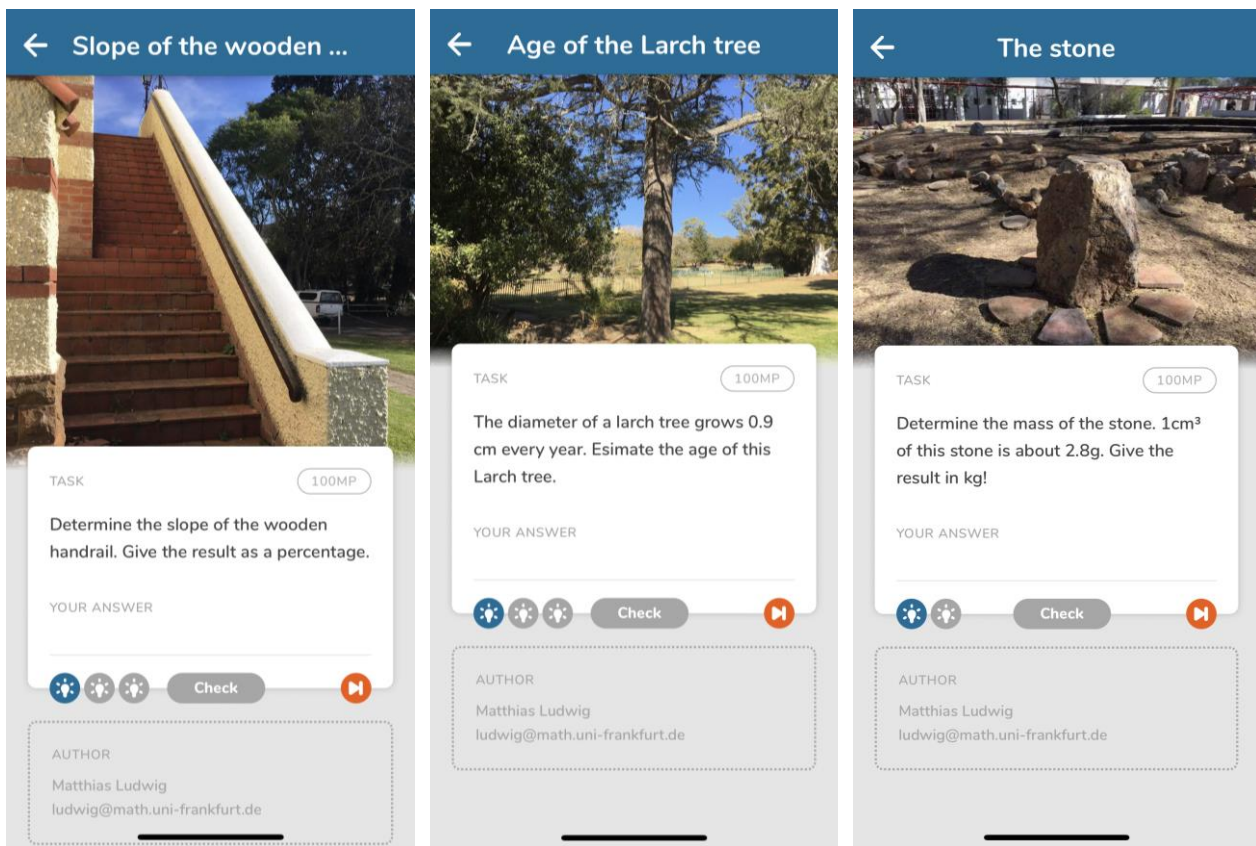 Slope of the wooden ...
TASK
100MP
Determine the slope of the wooden
handrail. Give the result as a percentage.
YOUR ANSWER
Check
AUTHOR
Matthias Ludwig
ludwig@math.uni-frankfurt.de
Age of the Larch tree
TASK
100MP
The diameter of a larch tree grows 0.9
cm every year. Esimate the age of this
Larch tree.
YOUR ANSWER
Check
AUTHOR
Matthias Ludwig
ludwig@math.uni-frankfurt.de
The stone
TASK
100MP
Determine the mass of the stone. 1cm³
of this stone is about 2.8g. Give the
result in kg!
YOUR ANSWER
Check
AUTHOR
Matthias Ludwig
ludwig@math.uni-frankfurt.de